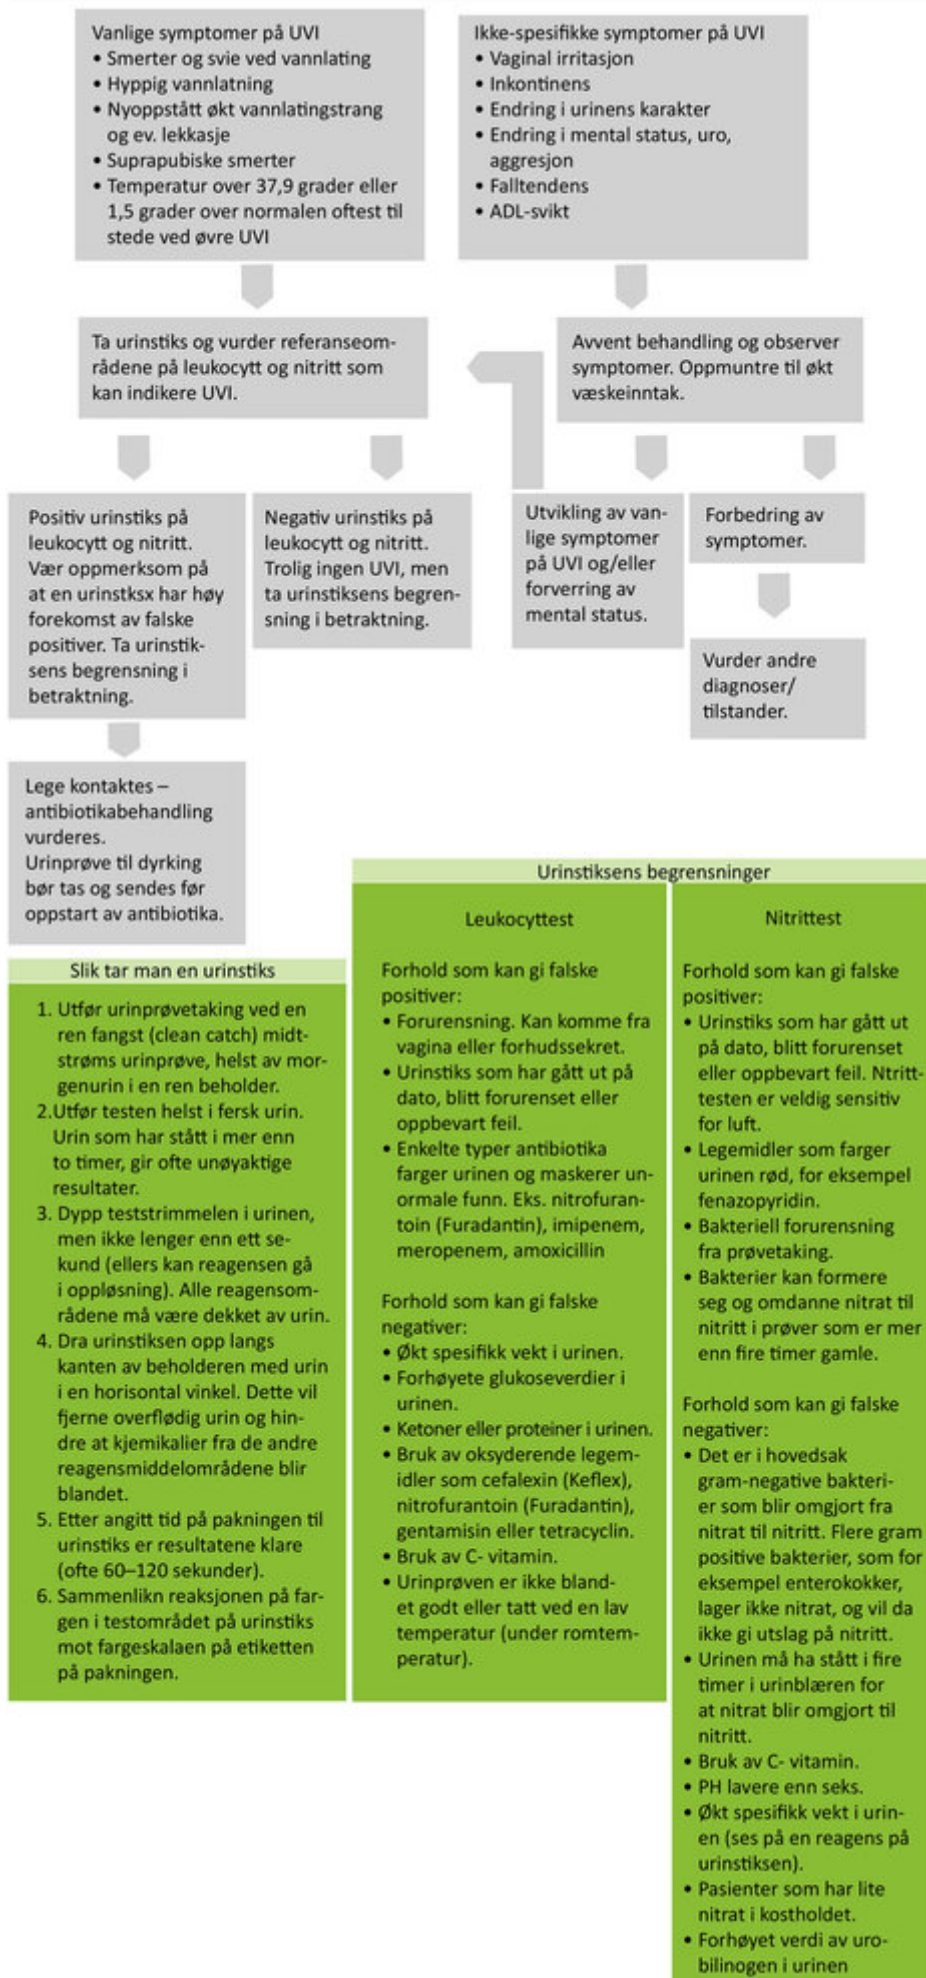 Vanlige symptomer på UVI
• Smerter og svie ved vannlating
• Hyppig vannlatning
• Nyoppstått økt vannlatingstrang
og ev. lekkasje
• Suprapubiske smerter
• Temperatur over 37,9 grader eller
1,5 grader over normalen oftest til
stede ved øvre UVI
Ikke-spesifikke symptomer på UVI
• Vaginal irritasjon
• Inkontinens
• Endring i urinens karakter
• Endring i mental status, uro,
aggresjon
• Falltendens
• ADL-svikt
Ta urinstiks og vurder referanseom-
rådene på leukocytt og nitritt som
kan indikere UVI.
Avvent behandling og observer
symptomer. Oppmuntre til økt
væskeinntak.
Positiv urinstiks på
leukocytt og nitritt.
Vær oppmerksom på
at en urinstksx har høy
forekomst av falske
positiver. Ta urinstik-
sens begrensning i
betraktning.
Negativ urinstiks på
leukocytt og nitritt.
Trolig ingen UVI, men
ta urinstiksens begren-
sning i betraktning.
Utvikling av van-
lige symptomer
på UVI og/eller
forverring av
mental status.
Forbedring av
symptomer.
Vurder andre
diagnoser/
tilstander.
Lege kontaktes –
antibiotikabehandling
vurderes.
Urinprøve til dyrking
bør tas og sendes før
oppstart av antibiotika.
Slik tar man en urinstiks
1. Utfør urinprøvetaking ved en
ren fangst (clean catch) midt-
strøms urinprøve, helst av mor-
genurin i en ren beholder.
2.Utfør testen helst i fersk urin.
Urin som har stått i mer enn
to timer, gir ofte unøyaktige
resultater.
3. Dypp teststrimmelen i urinen,
men ikke lenger enn ett se-
kund (ellers kan reagensen gå
i oppløsning). Alle reagensom-
rådene må være dekket av urin.
4. Dra urinstiksen opp langs
kanten av beholderen med urin
i en horisontal vinkel. Dette vil
fjerne overflødig urin og hin-
dre at kjemikalier fra de andre
reagensmiddelområdene blir
blandet.
5. Etter angitt tid på pakningen til
urinstiks er resultatene klare
(ofte 60–120 sekunder).
6. Sammenlikn reaksjonen på far-
gen i testområdet på urinstiks
mot fargeskalaen på etiketten
på pakningen.
Urinstiksens begrensninger
Leukocyttest
Forhold som kan gi falske
positiver:
• Forurensning. Kan komme fra
vagina eller forhudssekret.
• Urinstiks som har gått ut på
dato, blitt forurenset eller
oppbevart feil.
• Enkelte typer antibiotika
farger urinen og maskerer un-
ormale funn. Eks. nitrofuran-
toin (Furadantin), imipenem,
meropenem, amoxicillin
Forhold som kan gi falske
negativer:
• Økt spesifikk vekt i urinen.
• Forhøyete glukoseverdier i
urinen.
• Ketoner eller proteiner i urinen.
• Bruk av oksyderende legem-
idler som cefalexin (Keflex),
nitrofurantoin (Furadantin),
gentamisin eller tetracyclin.
• Bruk av C- vitamin.
• Urinprøven er ikke bland-
et godt eller tatt ved en lav
temperatur (under romtem-
peratur).
Nitrittest
Forhold som kan gi falske
positiver:
• Urinstiks som har gått ut
på dato, blitt forurenset
eller oppbevart feil. Ntritt-
testen er veldig sensitiv
for luft.
• Legemidler som farger
urinen rød, for eksempel
fenazopyridin.
• Bakteriell forurensning
fra prøvetaking.
• Bakterier kan formere
seg og omdanne nitrat til
nitritt i prøver som er mer
enn fire timer gamle.
Forhold som kan gi falske
negativer:
• Det er i hovedsak
gram-negative bakteri-
er som blir omgjort fra
nitrat til nitritt. Flere gram
positive bakterier, som for
eksempel enterokokker,
lager ikke nitrat, og vil da
ikke gi utslag på nitritt.
• Urinen må ha stått i fire
timer i urinblæren for
at nitrat blir omgjort til
nitritt.
• Bruk av C- vitamin.
• PH lavere enn seks.
• Økt spesifikk vekt i urin-
en (ses på en reagens på
urinstiksen).
• Pasienter som har lite
nitrat i kostholdet.
• Forhøyet verdi av uro-
bilinogen i urinen